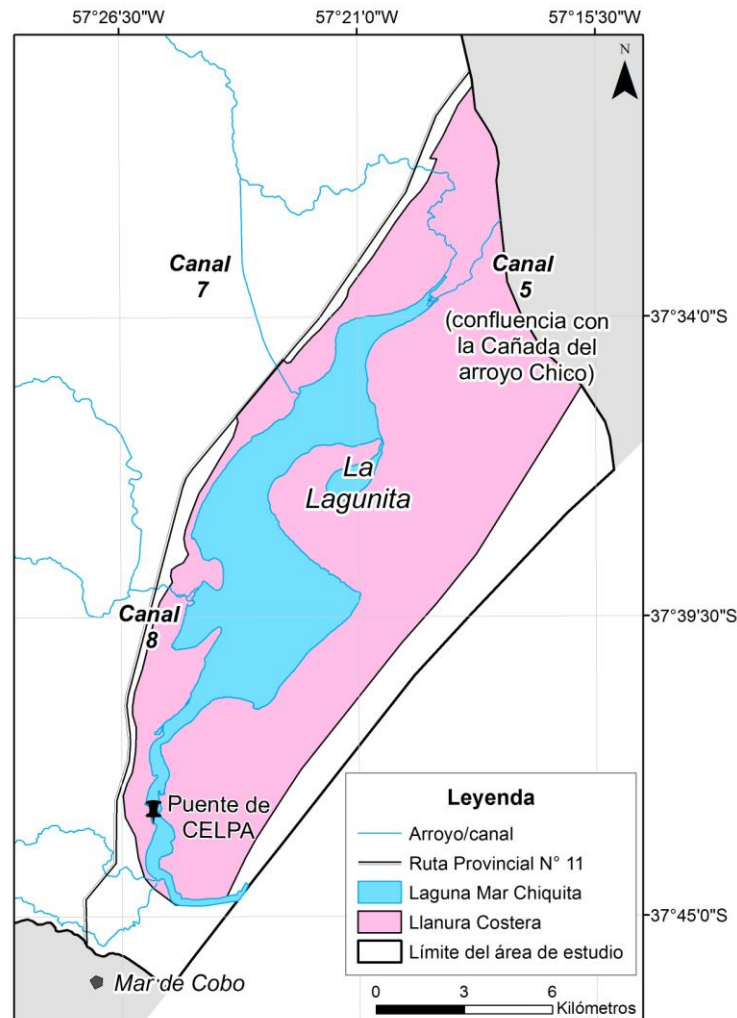 57°26'30"W
57°21'0"W
57°15'30"W
N
Canal
7
Canal
5
(confluencia con
la Cañada del
arroyo Chico)
37°34'0"S
La
Lagunita
Canal
8
37°39'30"S
Puente de
CELPA
Leyenda
Arroyo/canal
Ruta Provincial N° 11
Laguna Mar Chiquita
Llanura Costera
Límite del área de estudio
37°45'0"S
Mar de Cobo
0 3 6
Kilómetros